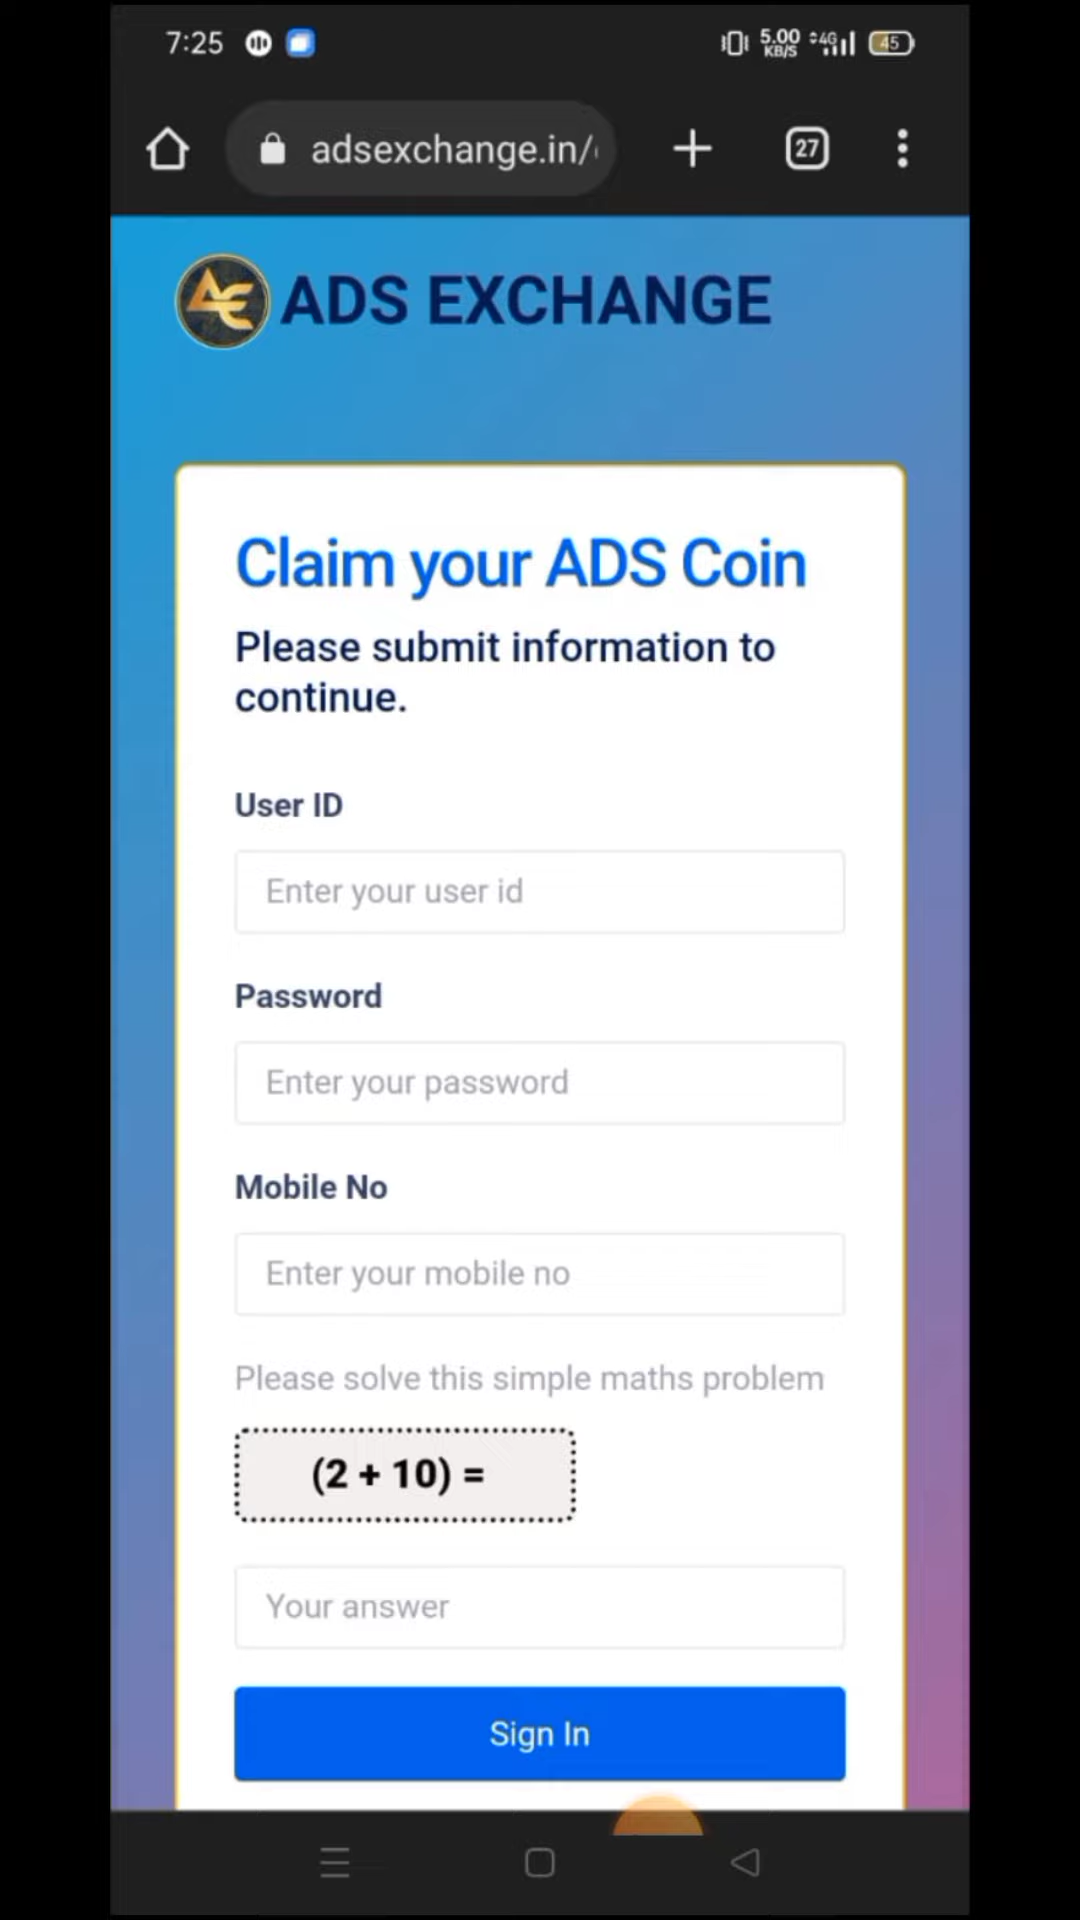 7:25
5.00
KB/S
4G
45
adsexchange.in/
27
ADS EXCHANGE
Claim your ADS Coin
Please submit information to
continue.
User ID
Enter your user id
Password
Enter your password
Mobile No
Enter your mobile no
Please solve this simple maths problem
(2 + 10) =
Your answer
Sign In